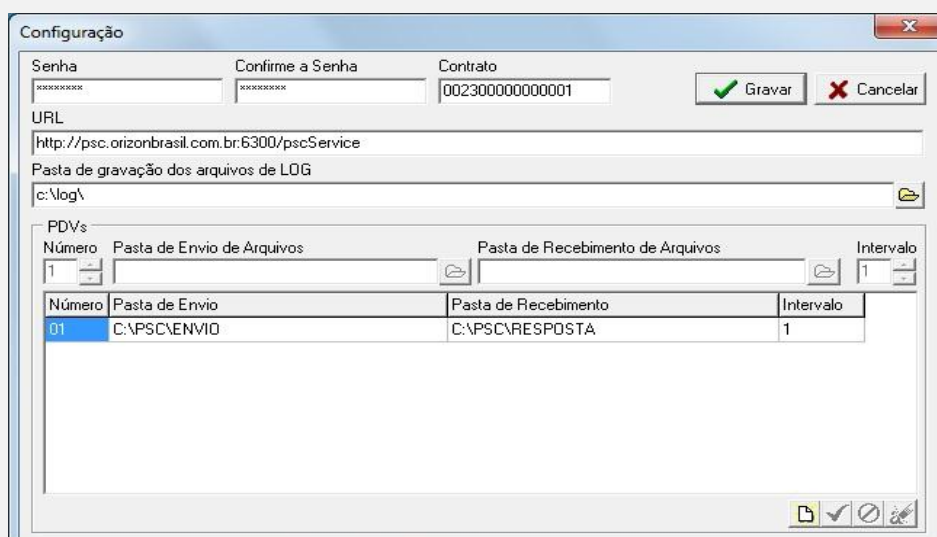 Configuração
Senha Confirme a Senha Contrato
******** ******** 002300000000001 Gravar Cancelar
URL
http://psc.orizonbrasil.com.br:6300/pscService
Pasta de gravação dos arquivos de LOG
c:\log\
PDVs
Número Pasta de Envio de Arquivos Pasta de Recebimento de Arquivos Intervalo
1 1
Número Pasta de Envio Pasta de Recebimento Intervalo
01 C:\PSC\ENVIO C:\PSC\RESPOSTA 1